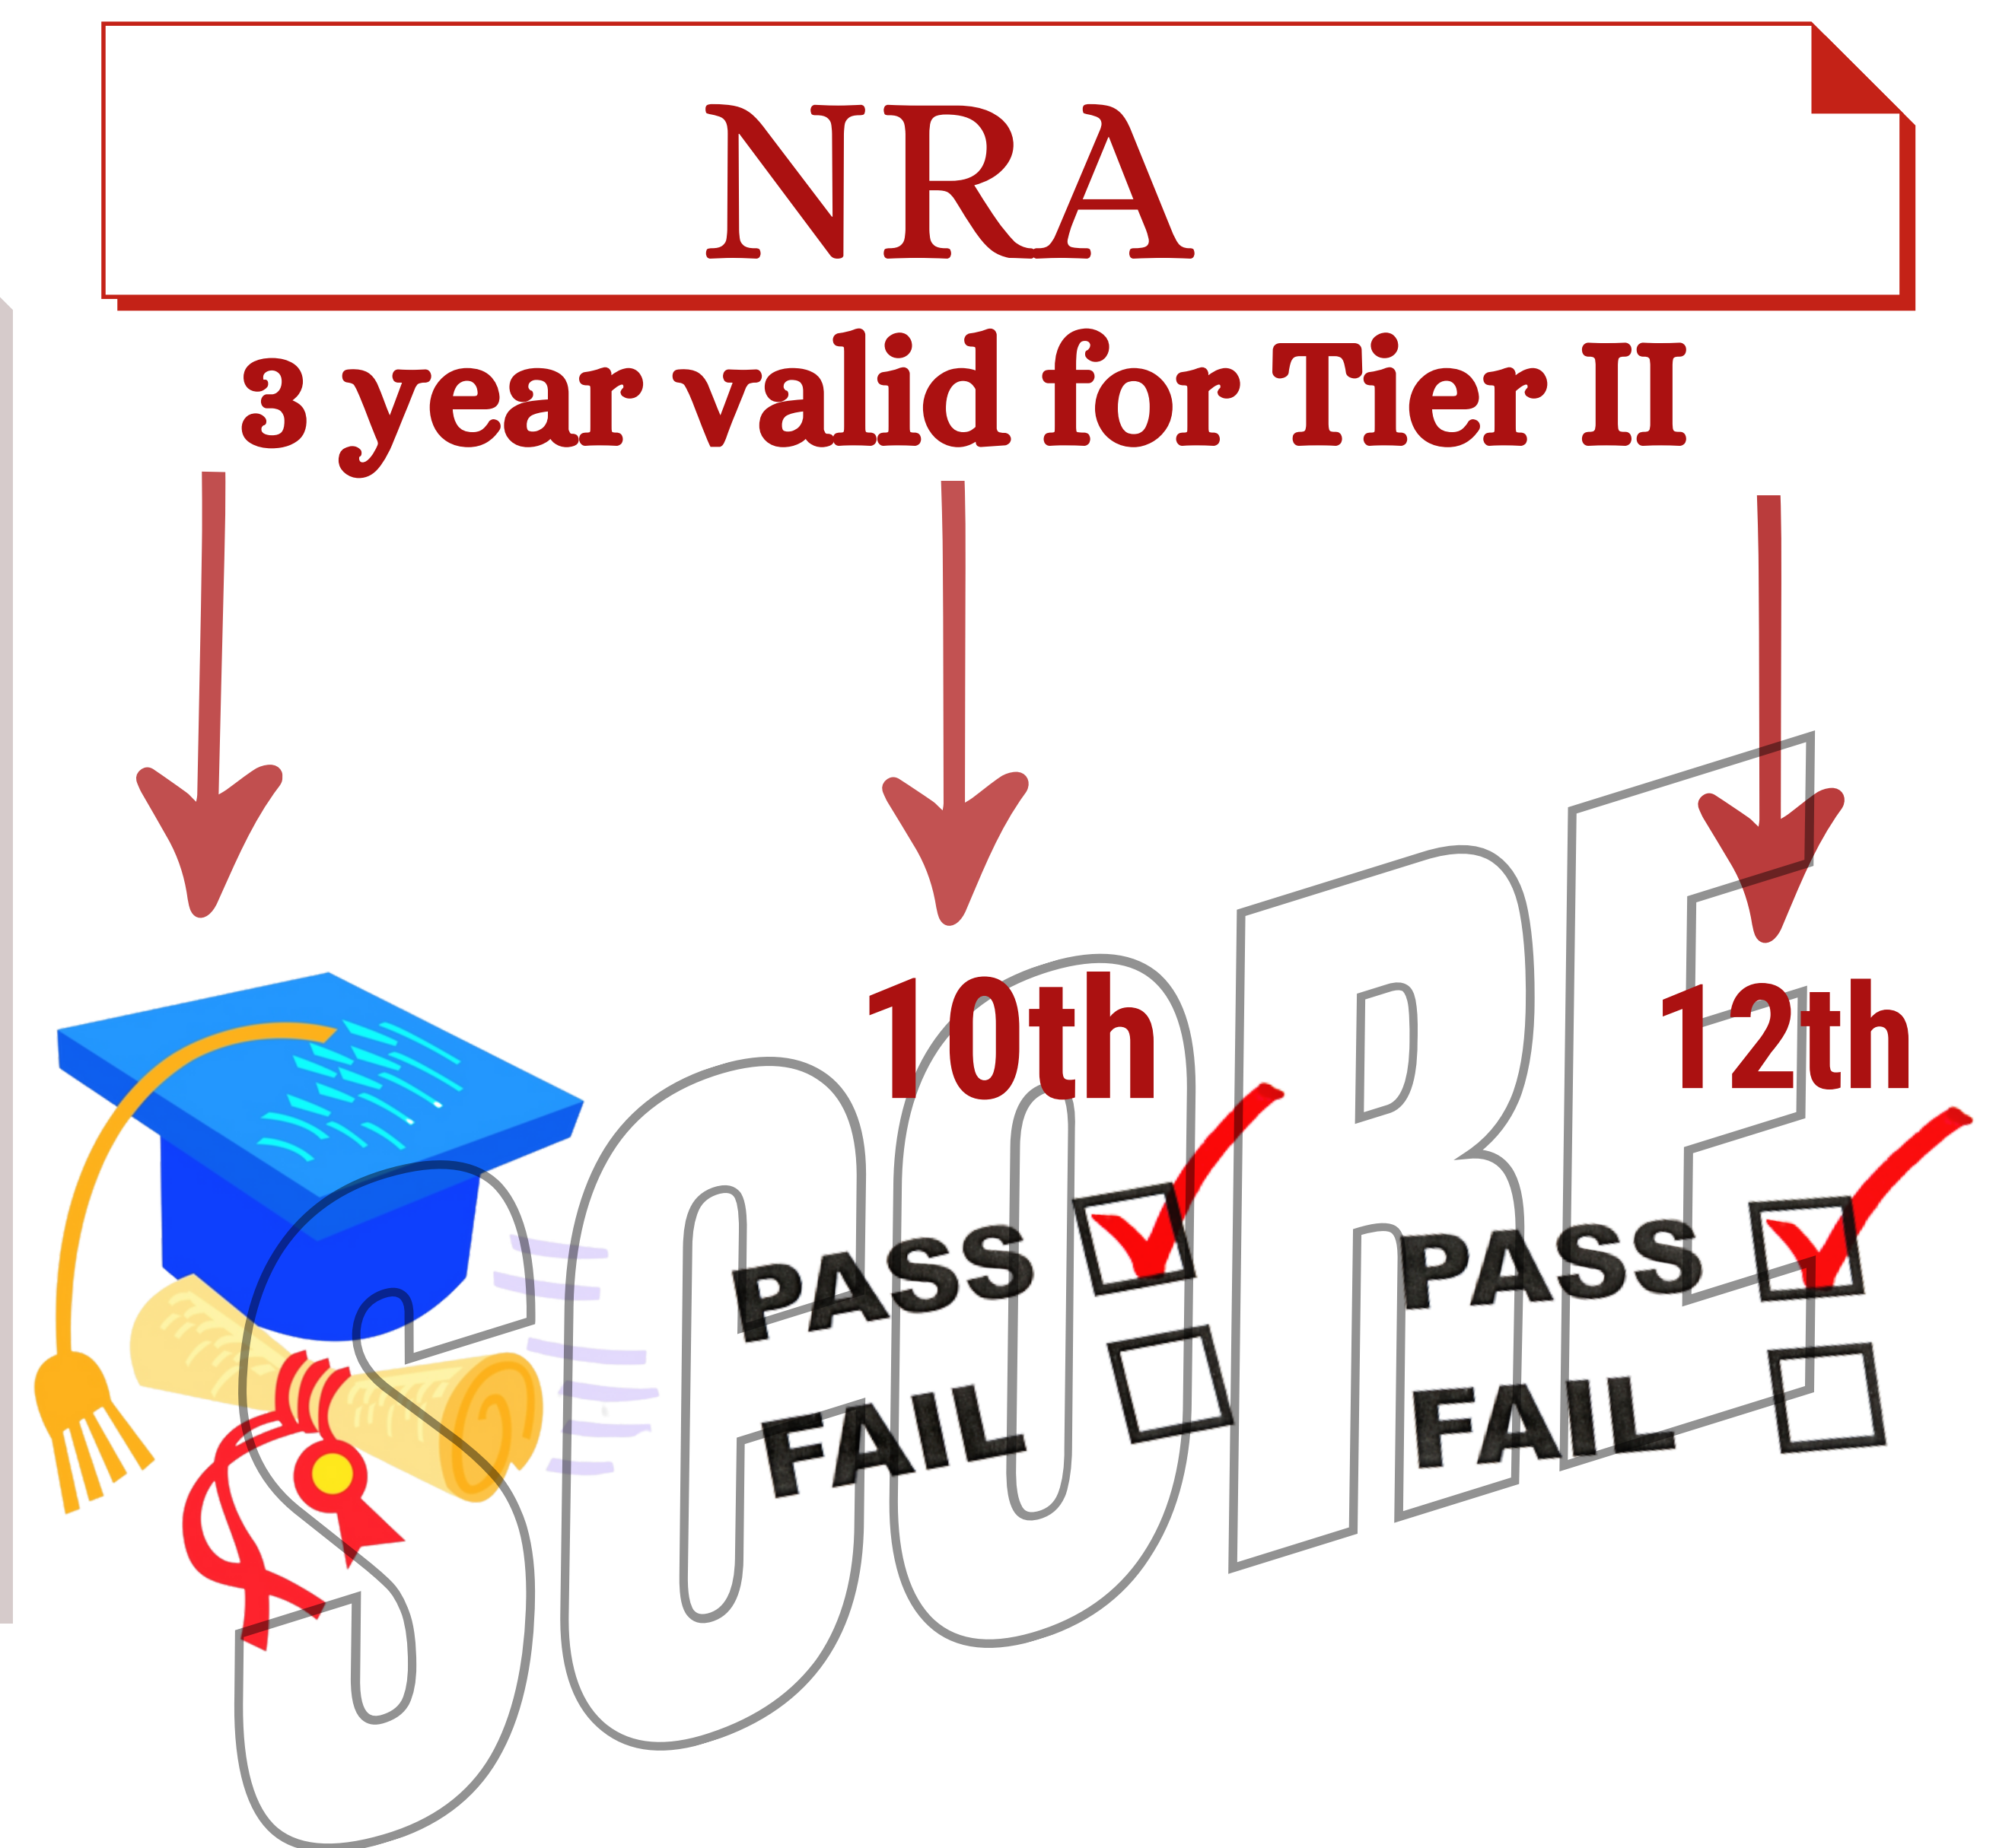 NRA
3 year valid for Tier II
10th
12th
PASS
PASS
FAIL
FAIL
SCORE